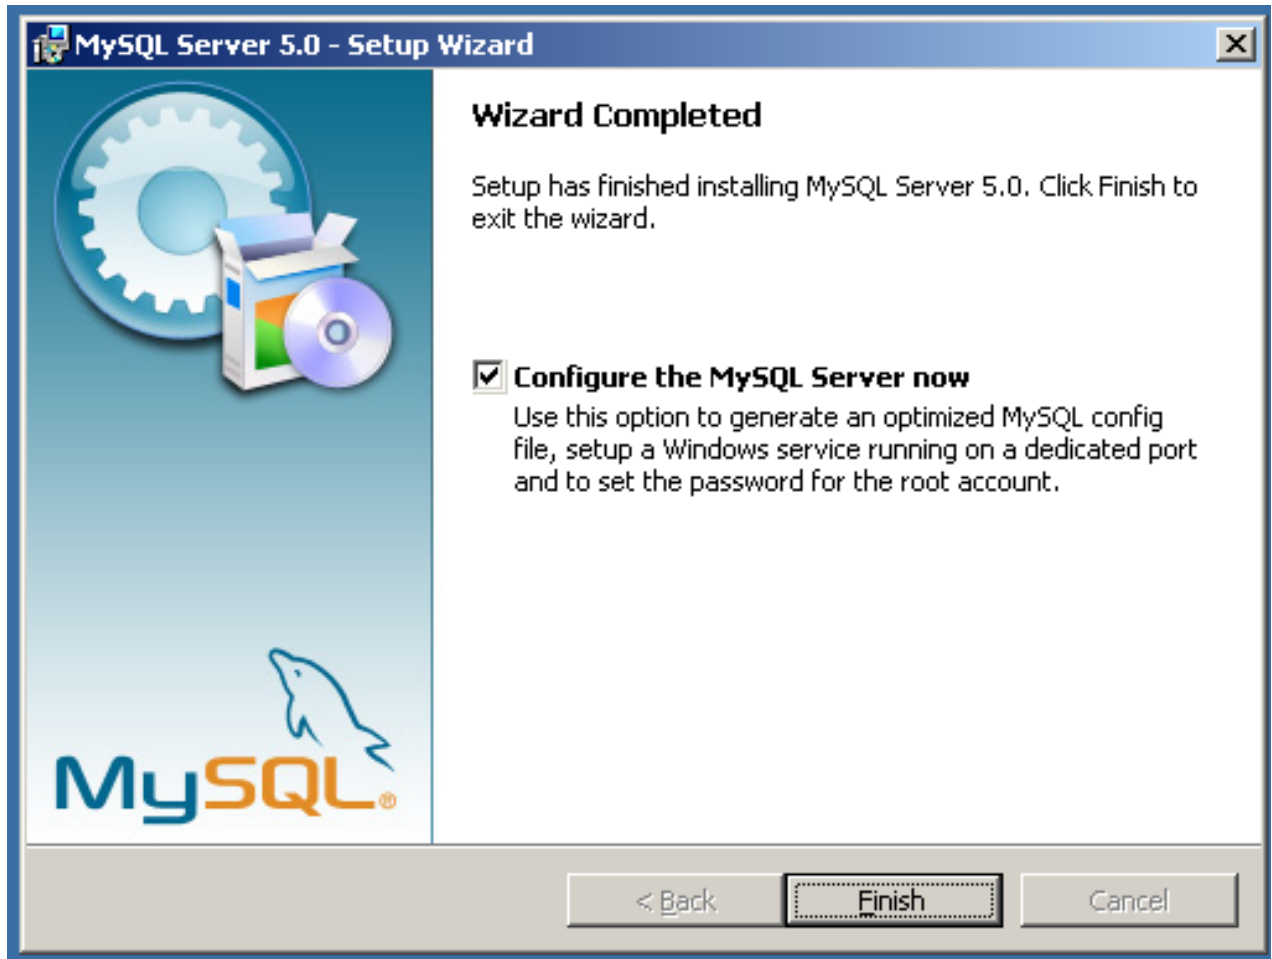 MySQL Server 5.0 - Setup Wizard
Wizard Completed
Setup has finished installing MySQL Server 5.0. Click Finish to
exit the wizard.
Configure the MySQL Server now
Use this option to generate an optimized MySQL config
file, setup a Windows service running on a dedicated port
and to set the password for the root account.
MySQL®
< Back
Finish
Cancel